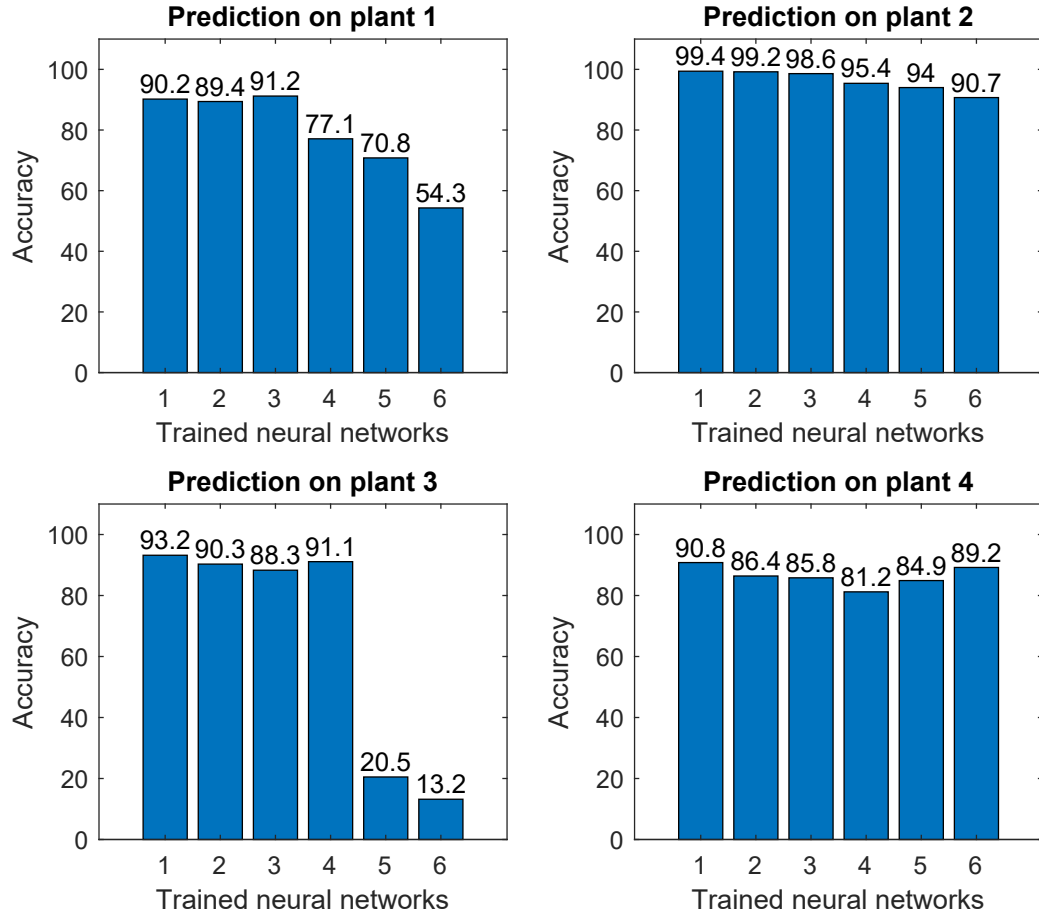 Prediction on plant 1
90.2 89.4 91.2 77.1 70.8 54.3
100
80
60
40
20
0
Accuracy
1 2 3 4 5 6
Trained neural networks
Prediction on plant 2
99.4 99.2 98.6 95.4 94 90.7
100
80
60
40
20
0
Accuracy
1 2 3 4 5 6
Trained neural networks
Prediction on plant 3
93.2 90.3 88.3 91.1 20.5 13.2
100
80
60
40
20
0
Accuracy
1 2 3 4 5 6
Trained neural networks
Prediction on plant 4
90.8 86.4 85.8 81.2 84.9 89.2
100
80
60
40
20
0
Accuracy
1 2 3 4 5 6
Trained neural networks